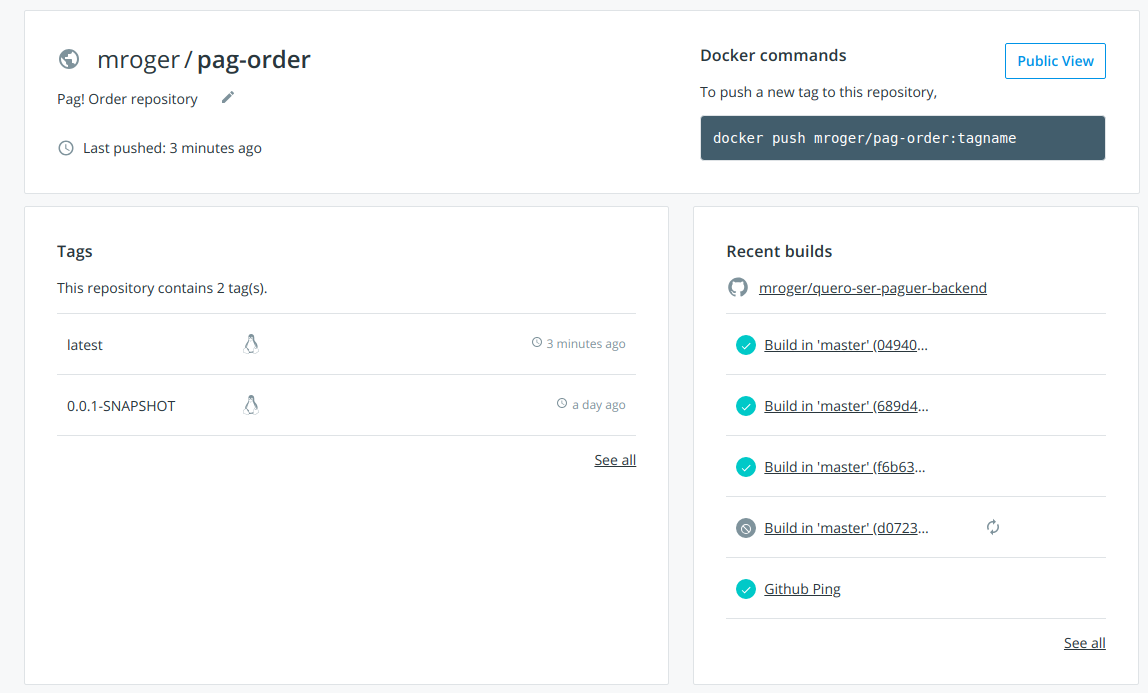 mroger / pag-order
Pag! Order repository
Last pushed: 3 minutes ago
Docker commands
Public View
To push a new tag to this repository,
docker push mroger/pag-order:tagname
Tags
This repository contains 2 tag(s).
latest
3 minutes ago
0.0.1-SNAPSHOT
a day ago
See all
Recent builds
mroger/quero-ser-paguer-backend
Build in 'master' (04940...
Build in 'master' (689d4...
Build in 'master' (f6b63...
Build in 'master' (d0723...
Github Ping
See all